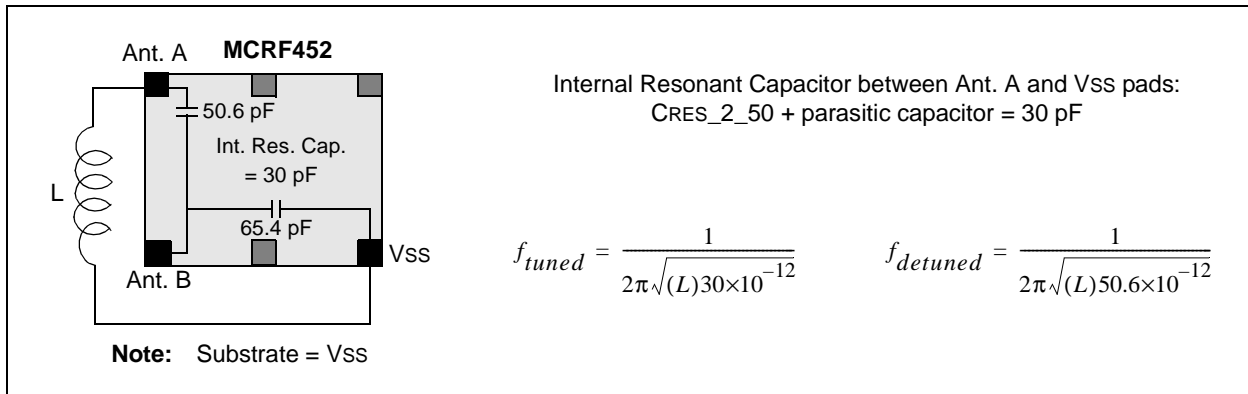 Ant. A MCRF452
50.6 pF
Int. Res. Cap.
= 30 pF
L
65.4 pF
VSS
Ant. B
Note: Substrate = VSS
Internal Resonant Capacitor between Ant. A and VSS pads:
CRES_2_50 + parasitic capacitor = 30 pF
f_tuned = 1 / 2π√(L)30×10^−12
f_detuned = 1 / 2π√(L)50.6×10^−12